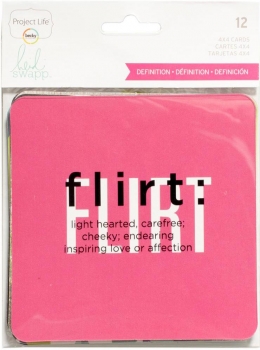 Project Life
becky
heidi
swapp
12
4X4 CARDS
CARTES 4X4
TARJETAS 4X4
DEFINITION • DÉFINITION • DEFINICIÓN
FLIRT
flirt:
light hearted, carefree;
cheeky; endearing
inspiring love or affection